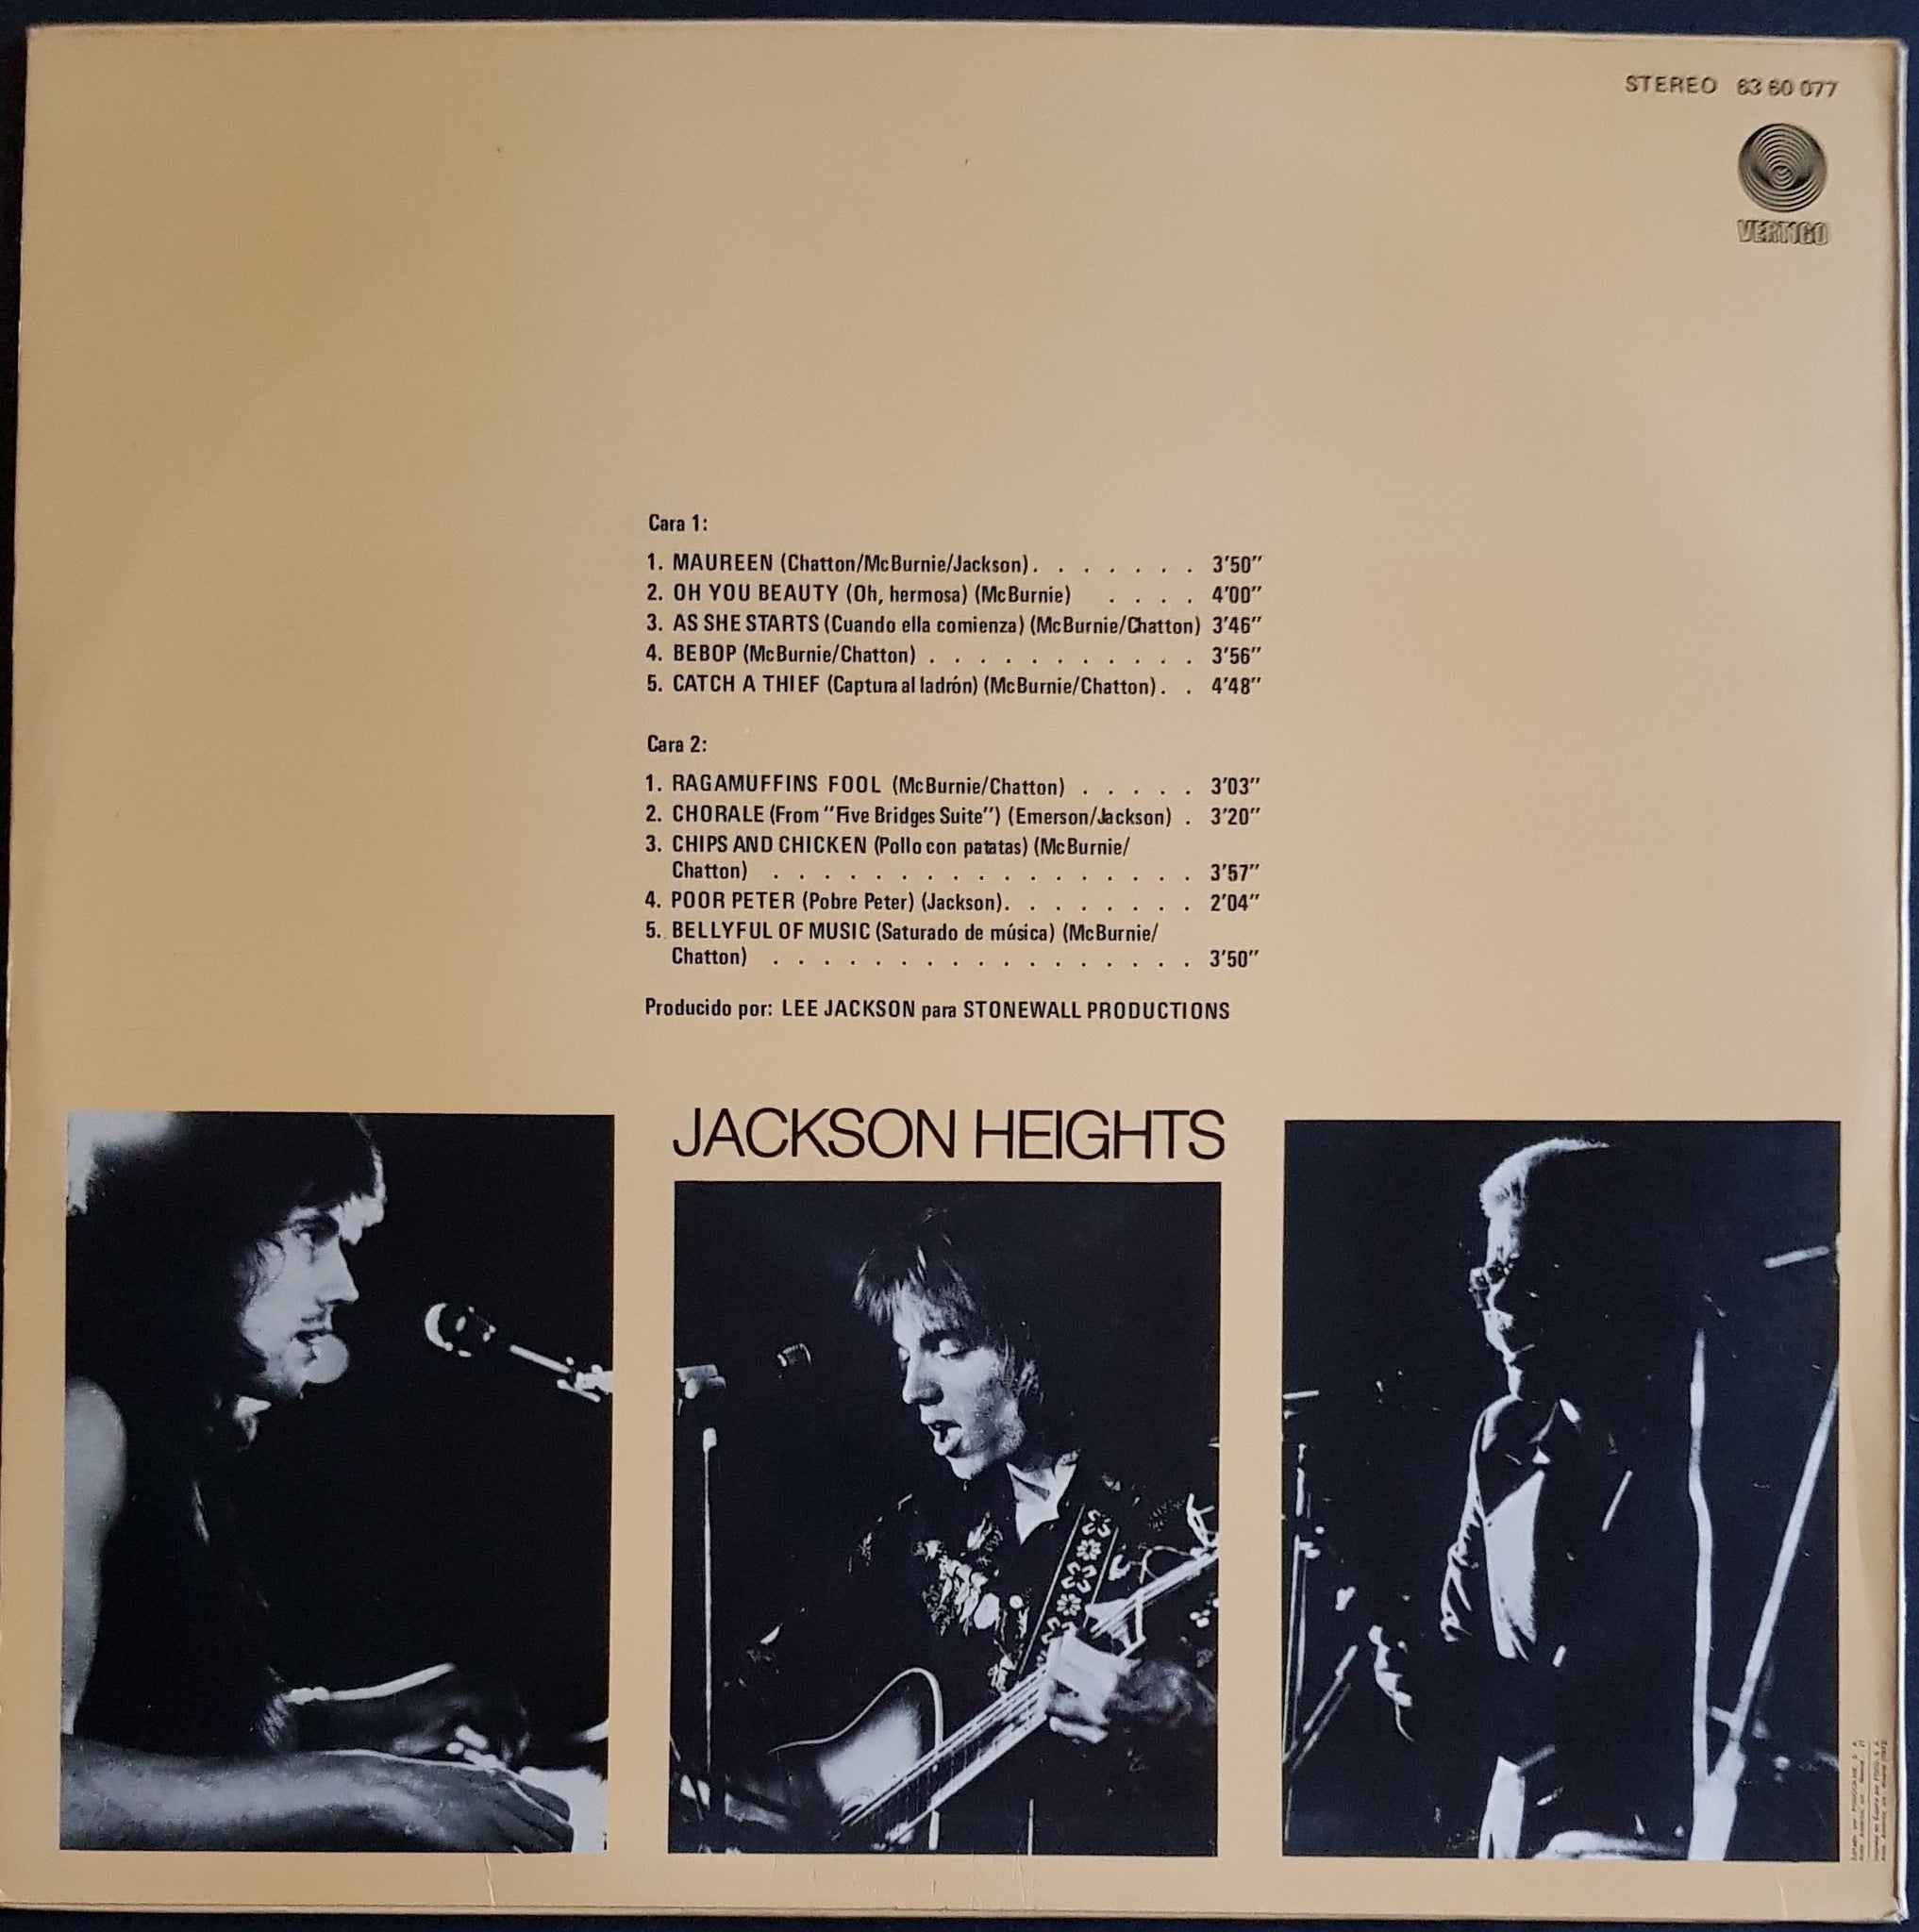 STEREO 63 60 077
VERTIGO
Cara 1:
1. MAUREEN (Chatton/McBurnie/Jackson) . . . . . . . 3'50"
2. OH YOU BEAUTY (Oh, hermosa) (McBurnie) . . . . 4'00"
3. AS SHE STARTS (Cuando ella comienza) (McBurnie/Chatton) 3'46"
4. BEBOP (McBurnie/Chatton) . . . . . . . . . . . 3'56"
5. CATCH A THIEF (Captura al ladrón) (McBurnie/Chatton) . . 4'48"
Cara 2:
1. RAGAMUFFINS FOOL (McBurnie/Chatton) . . . . . 3'03"
2. CHORALE (From "Five Bridges Suite") (Emerson/Jackson) . 3'20"
3. CHIPS AND CHICKEN (Pollo con patatas) (McBurnie/
Chatton) . . . . . . . . . . . . . . . . . 3'57"
4. POOR PETER (Pobre Peter) (Jackson) . . . . . . . . 2'04"
5. BELLYFUL OF MUSIC (Saturado de música) (McBurnie/
Chatton) . . . . . . . . . . . . . . . . . 3'50"
Producido por: LEE JACKSON para STONEWALL PRODUCTIONS
JACKSON HEIGHTS